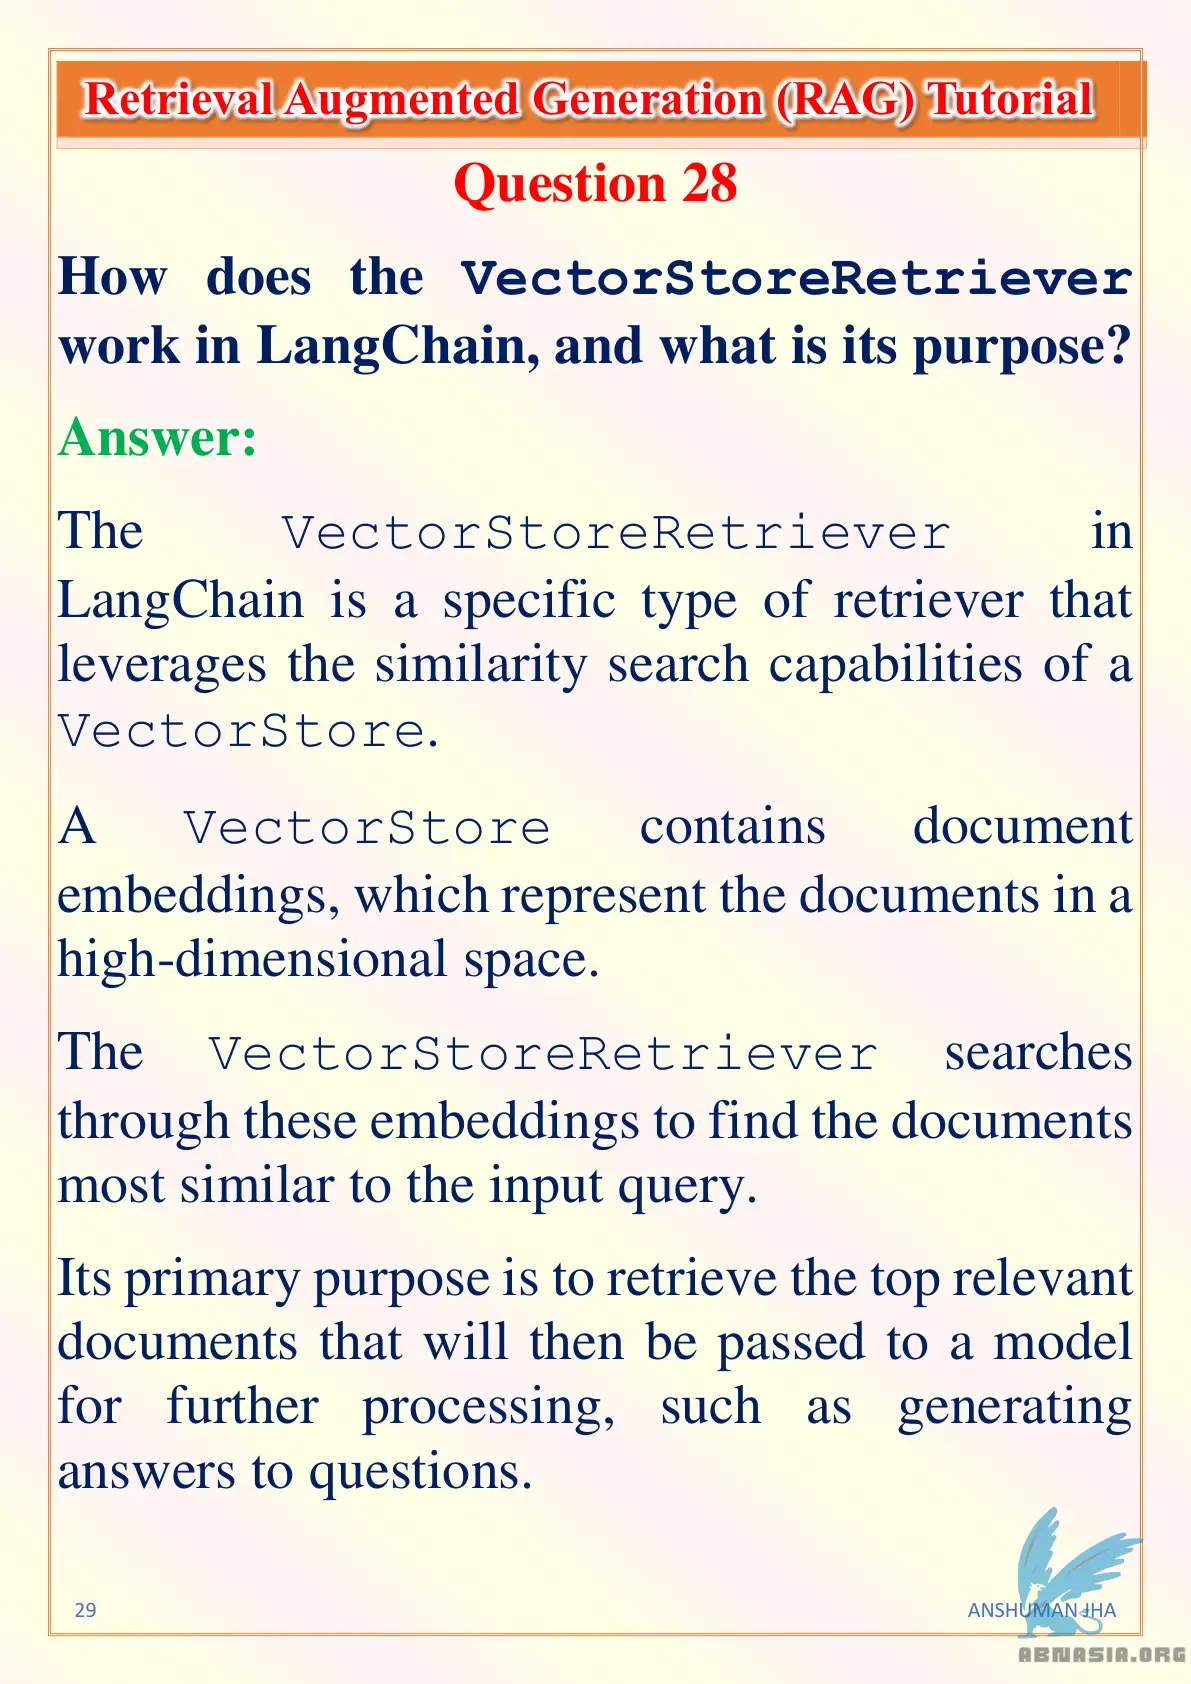 Retrieval Augmented Generation (RAG) Tutorial
Question 28
How does the VectorStoreRetriever
work in LangChain, and what is its purpose?
Answer:
The VectorStoreRetriever in
LangChain is a specific type of retriever that
leverages the similarity search capabilities of a
VectorStore.
A VectorStore contains document
embeddings, which represent the documents in a
high-dimensional space.
The VectorStoreRetriever searches
through these embeddings to find the documents
most similar to the input query.
Its primary purpose is to retrieve the top relevant
documents that will then be passed to a model
for further processing, such as generating
answers to questions.
29 ANSHUMAN JHA
ABNASIA.ORG